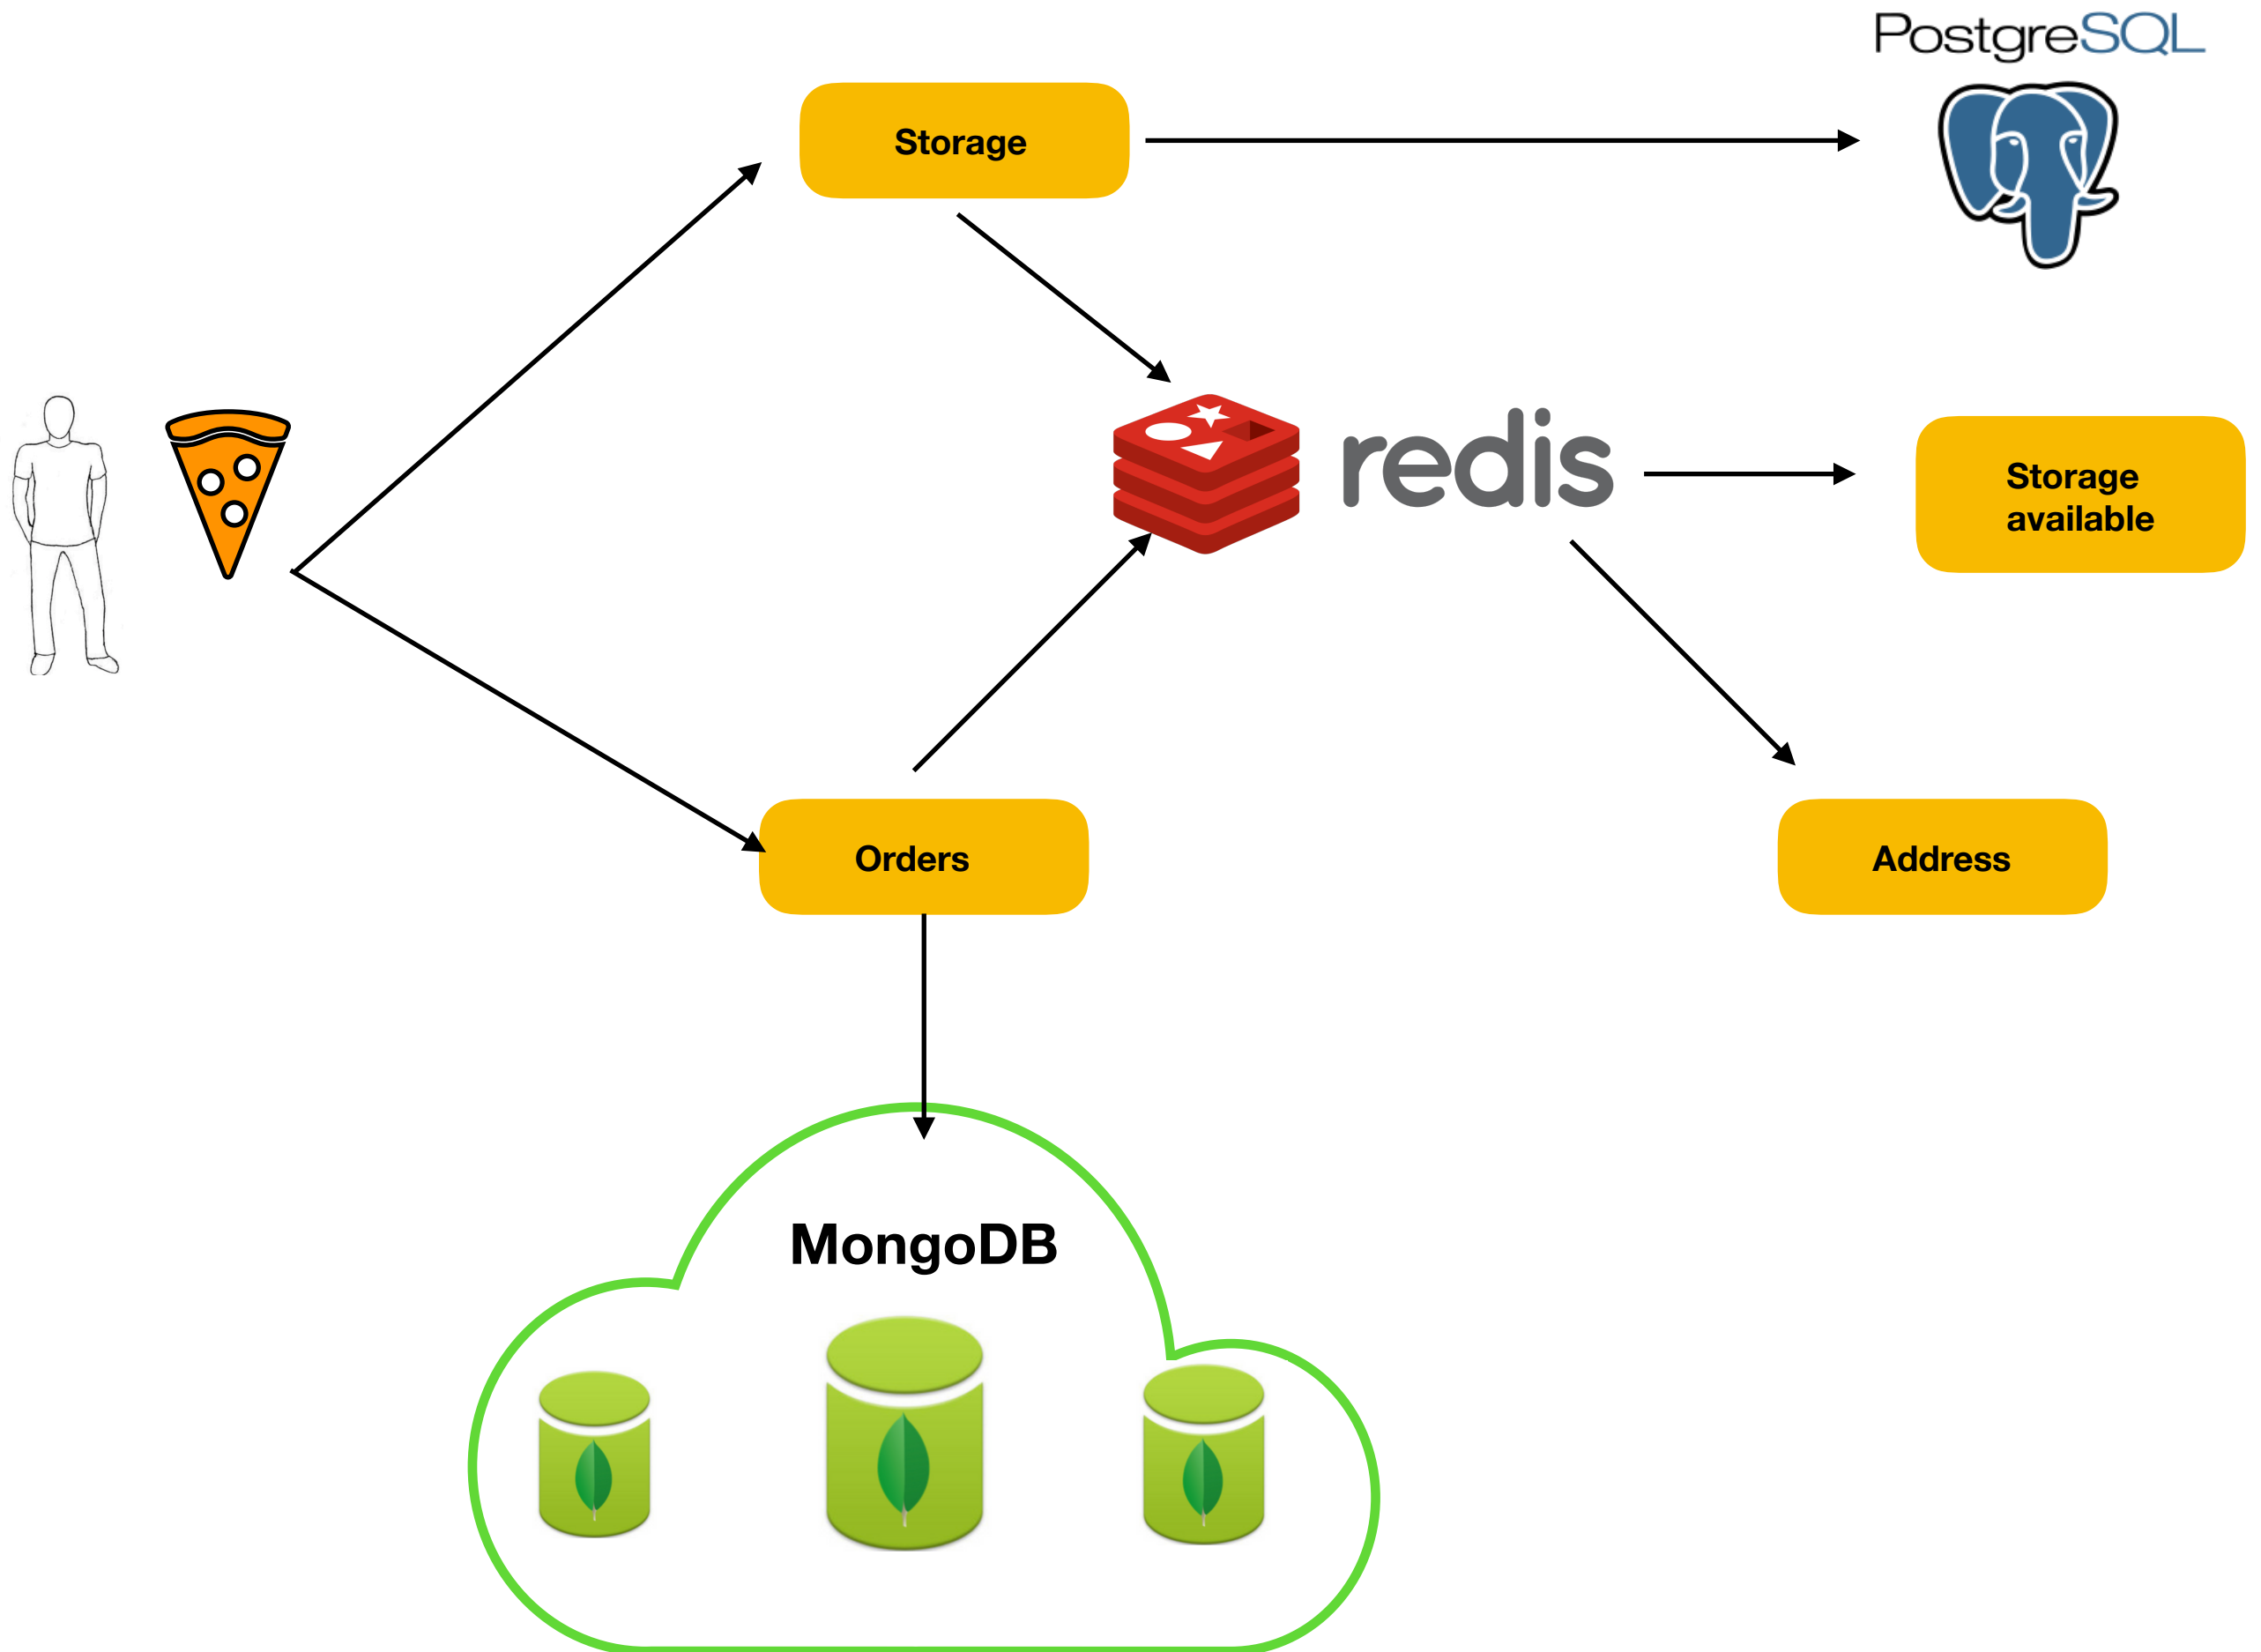 PostgreSQL
Storage
redis
Storage
available
Orders
Address
MongoDB